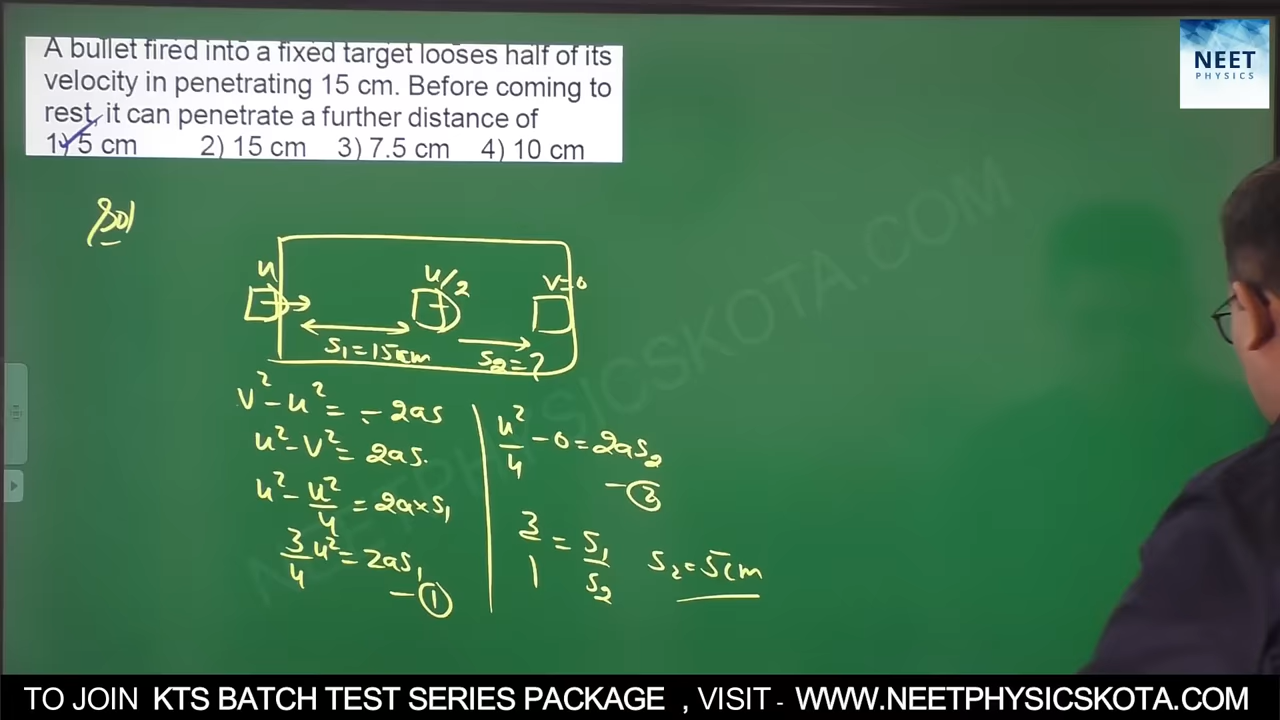 A bullet fired into a fixed target looses half of its
velocity in penetrating 15 cm. Before coming to
rest, it can penetrate a further distance of
1) 5 cm 2) 15 cm 3) 7.5 cm 4) 10 cm
NEET
PHYSICS
Sol
u u/2 v=0
S₁=15cm S₂=?
v²-u²=-2as
u²-v²=2as.
u²-u²/4=2a×S₁
3/4u²=2aS₁
-①
u²/4-0=2aS₂
-②
3/1=S₁/S₂ S₂=5cm
NEETPHYSICSKOTA.COM
TO JOIN KTS BATCH TEST SERIES PACKAGE , VISIT - WWW.NEETPHYSICSKOTA.COM